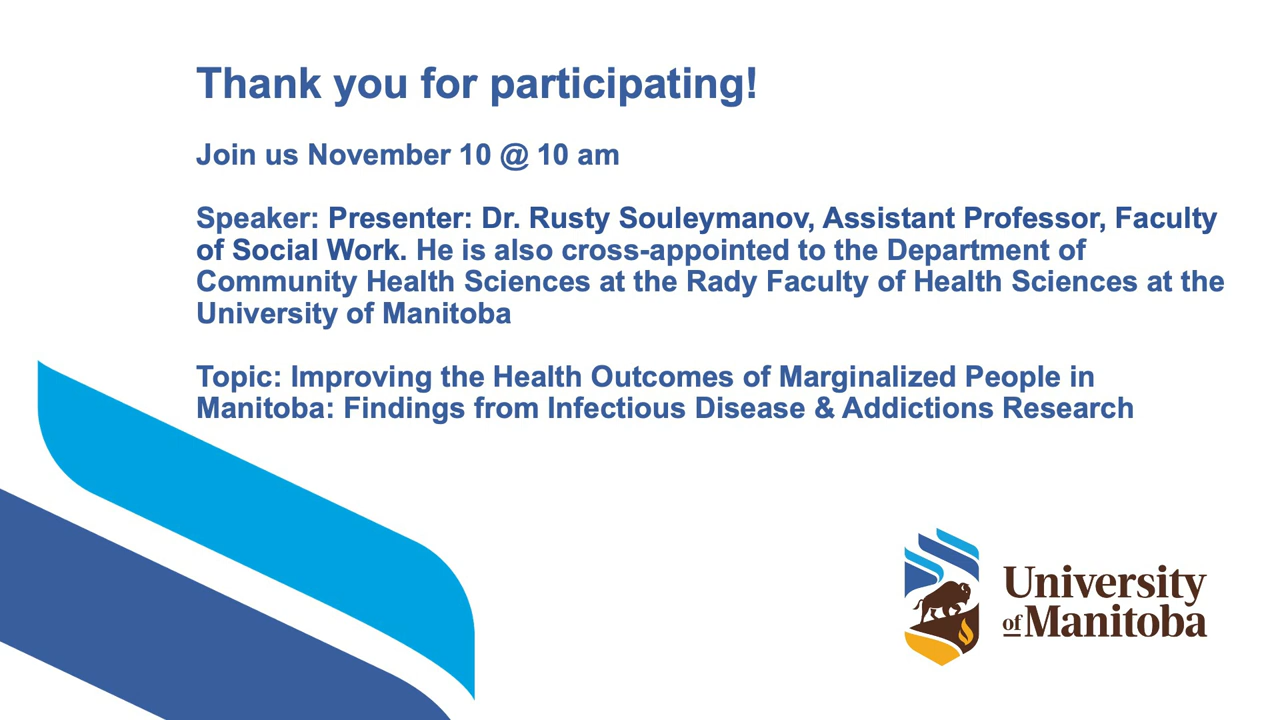 Thank you for participating!
Join us November 10 @ 10 am
Speaker: Presenter: Dr. Rusty Souleymanov, Assistant Professor, Faculty
of Social Work. He is also cross-appointed to the Department of
Community Health Sciences at the Rady Faculty of Health Sciences at the
University of Manitoba
Topic: Improving the Health Outcomes of Marginalized People in
Manitoba: Findings from Infectious Disease & Addictions Research
University
of Manitoba